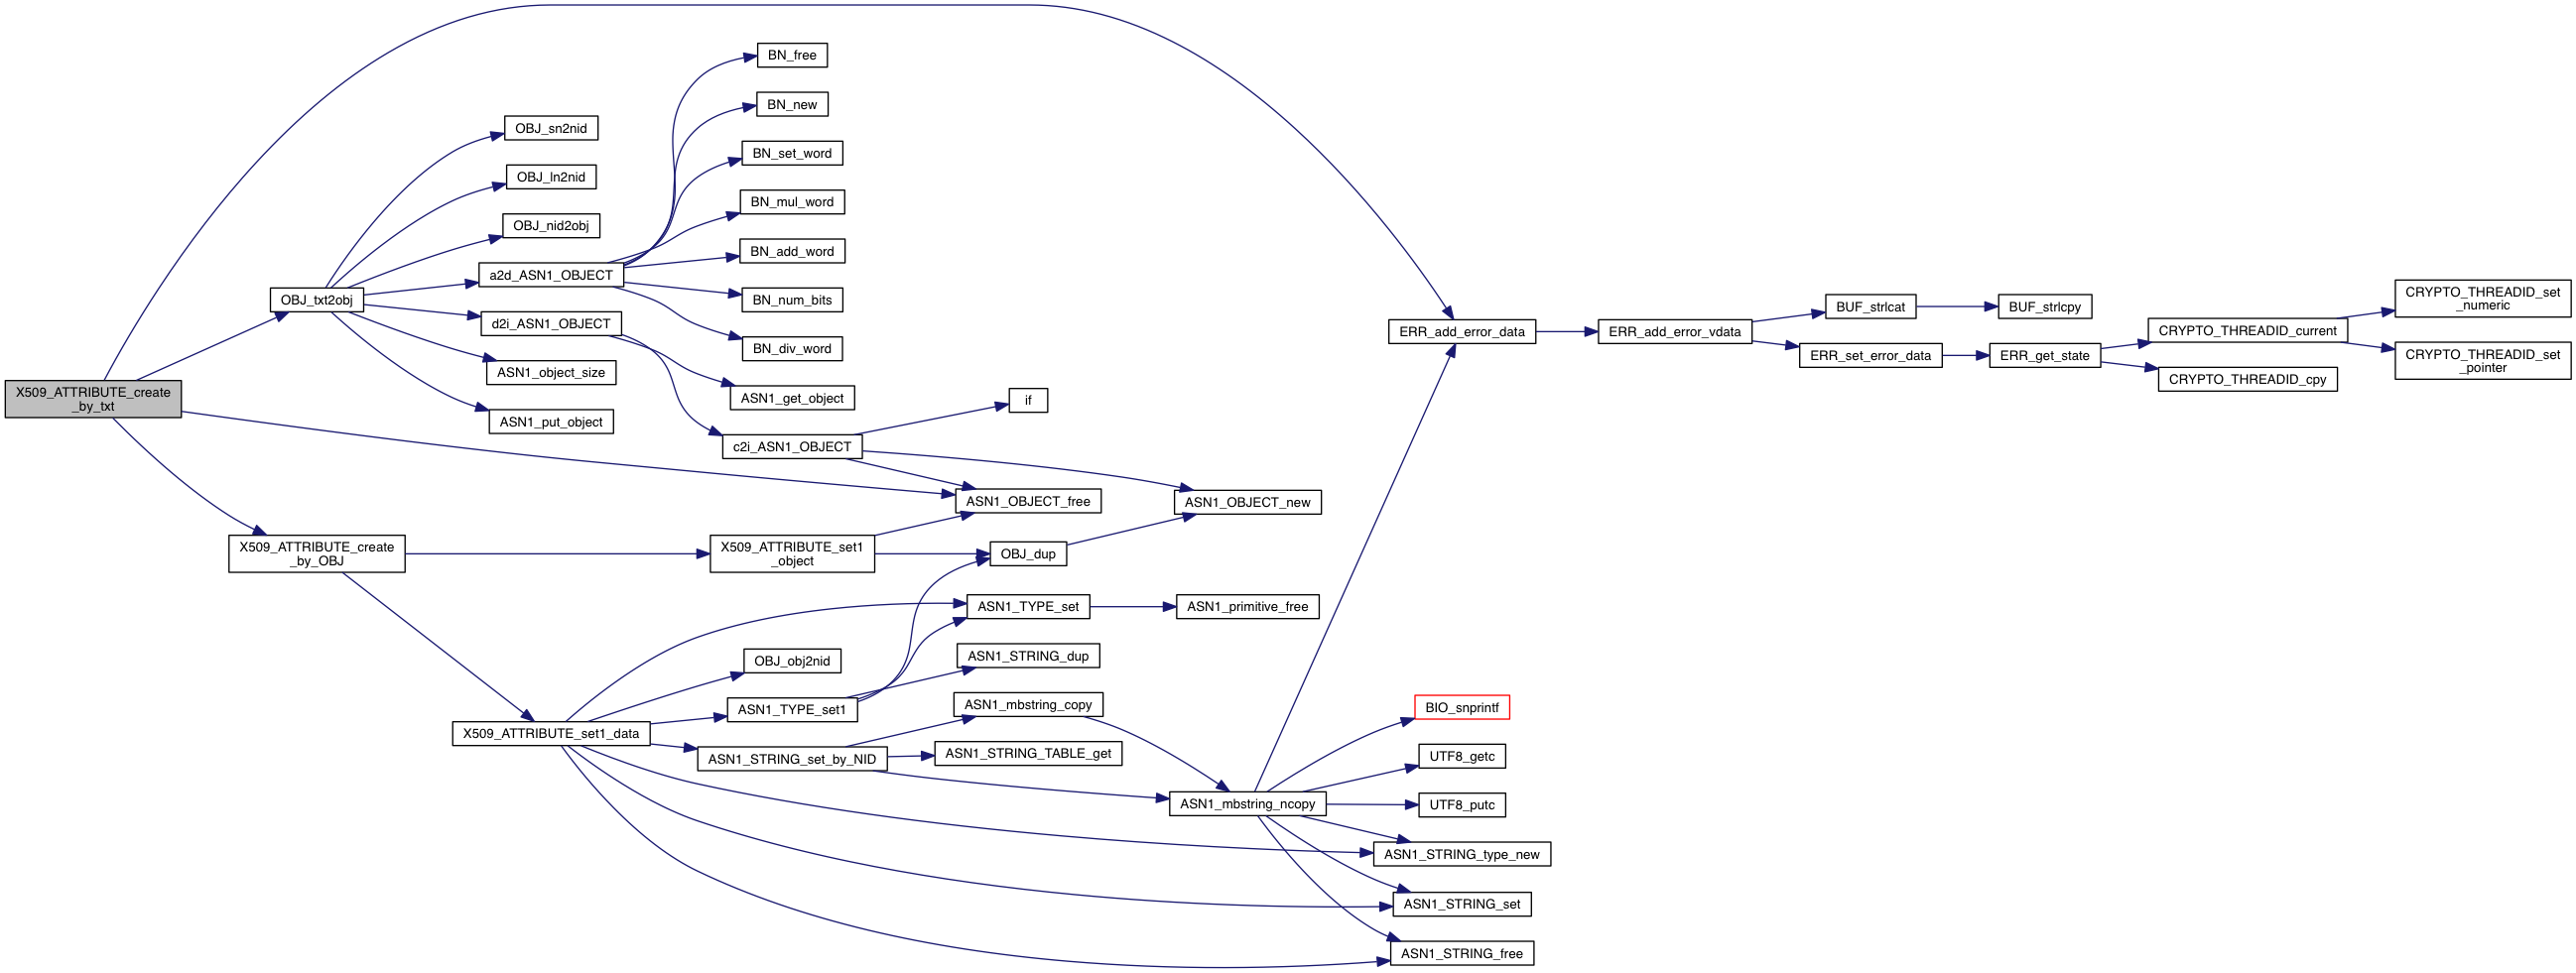 X509_ATTRIBUTE_create
_by_txt
OBJ_txt2obj
OBJ_sn2nid
OBJ_ln2nid
OBJ_nid2obj
a2d_ASN1_OBJECT
d2i_ASN1_OBJECT
ASN1_object_size
ASN1_put_object
BN_free
BN_new
BN_set_word
BN_mul_word
BN_add_word
BN_num_bits
BN_div_word
ASN1_get_object
c2i_ASN1_OBJECT
if
ASN1_OBJECT_free
ASN1_OBJECT_new
X509_ATTRIBUTE_create
_by_OBJ
X509_ATTRIBUTE_set1
_object
OBJ_dup
X509_ATTRIBUTE_set1_data
ASN1_TYPE_set
ASN1_primitive_free
OBJ_obj2nid
ASN1_STRING_dup
ASN1_TYPE_set1
ASN1_STRING_set_by_NID
ASN1_mbstring_copy
ASN1_STRING_TABLE_get
ASN1_mbstring_ncopy
BIO_snprintf
UTF8_getc
UTF8_putc
ASN1_STRING_type_new
ASN1_STRING_set
ASN1_STRING_free
ERR_add_error_data
ERR_add_error_vdata
BUF_strlcat
BUF_strlcpy
ERR_set_error_data
ERR_get_state
CRYPTO_THREADID_current
CRYPTO_THREADID_cpy
CRYPTO_THREADID_set
_numeric
CRYPTO_THREADID_set
_pointer